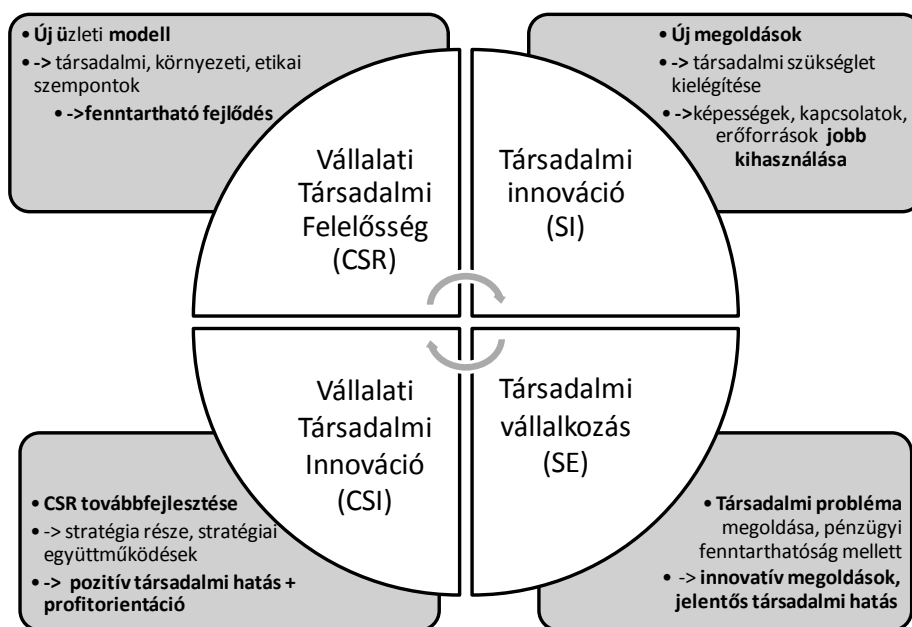 • Új üzleti modell
• -> társadalmi, környezeti, etikai
szempontok
• ->fenntartható fejlődés
• Új megoldások
• -> társadalmi szükséglet
kielégítése
• ->képességek, kapcsolatok,
erőforrások jobb
kihasználása
Vállalati
Társadalmi
Felelősség
(CSR)
Társadalmi
innováció
(SI)
Vállalati
Társadalmi
Innováció
(CSI)
Társadalmi
vállalkozás
(SE)
• CSR továbbfejlesztése
• -> stratégia része, stratégiai
együttműködések
• -> pozitív társadalmi hatás +
profitorientáció
• Társadalmi probléma
megoldása, pénzügyi
fenntarthatóság mellett
• -> innovatív megoldások,
jelentős társadalmi hatás